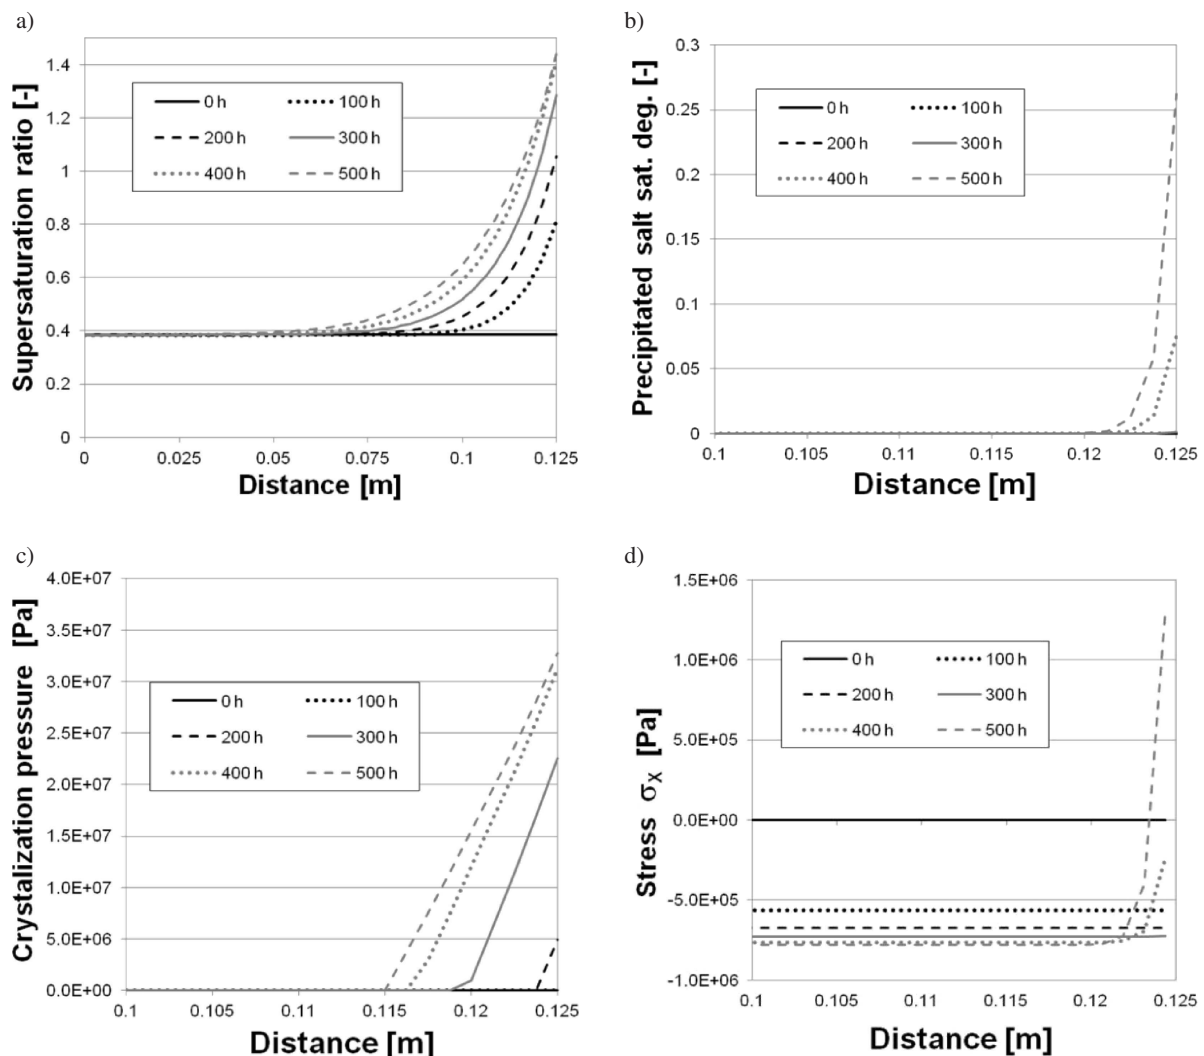 a)
Supersaturation ratio [-]
1.4
1.2
1
0.8
0.6
0.4
0.2
0
0 h 100 h
200 h 300 h
400 h 500 h
0 0.025 0.05 0.075 0.1 0.125
Distance [m]
b)
Precipitated salt sat. deg. [-]
0.3
0.25
0.2
0.15
0.1
0.05
0
0 h 100 h
200 h 300 h
400 h 500 h
0.1 0.105 0.11 0.115 0.12 0.125
Distance [m]
c)
Crystalization pressure [Pa]
4.0E+07
3.5E+07
3.0E+07
2.5E+07
2.0E+07
1.5E+07
1.0E+07
5.0E+06
0.0E+00
0 h 100 h
200 h 300 h
400 h 500 h
0.1 0.105 0.11 0.115 0.12 0.125
Distance [m]
d)
Stress σX [Pa]
1.5E+06
1.0E+06
5.0E+05
0.0E+00
-5.0E+05
-1.0E+06
0 h 100 h
200 h 300 h
400 h 500 h
0.1 0.105 0.11 0.115 0.12 0.125
Distance [m]